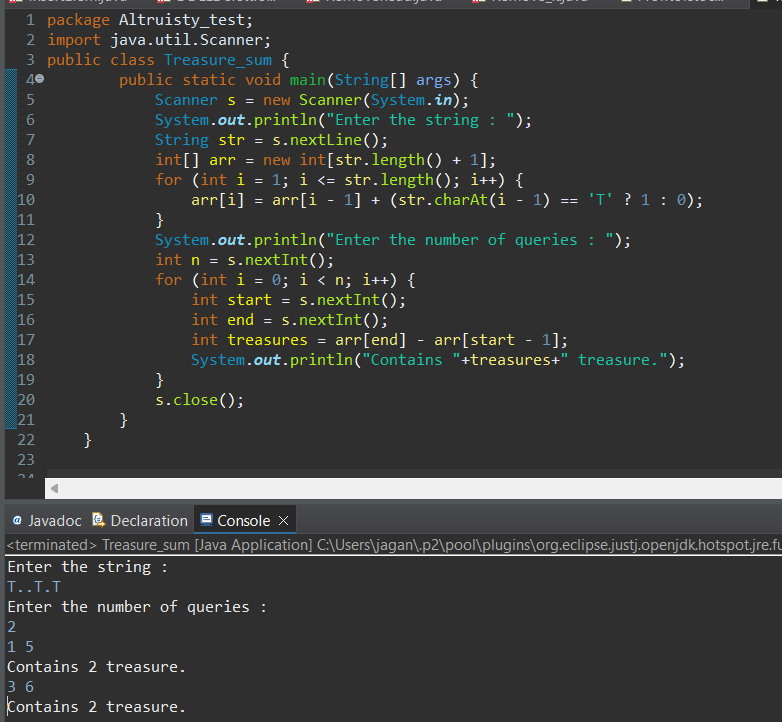 1 package Altruisty_test;
2 import java.util.Scanner;
3 public class Treasure_sum {
4 public static void main(String[] args) {
5 Scanner s = new Scanner(System.in);
6 System.out.println("Enter the string : ");
7 String str = s.nextLine();
8 int[] arr = new int[str.length() + 1];
9 for (int i = 1; i <= str.length(); i++) {
10 arr[i] = arr[i - 1] + (str.charAt(i - 1) == 'T' ? 1 : 0);
11 }
12 System.out.println("Enter the number of queries : ");
13 int n = s.nextInt();
14 for (int i = 0; i < n; i++) {
15 int start = s.nextInt();
16 int end = s.nextInt();
17 int treasures = arr[end] - arr[start - 1];
18 System.out.println("Contains "+treasures+" treasure.");
19 }
20 s.close();
21 }
22 }
23
@ Javadoc Declaration Console
<terminated> Treasure_sum [Java Application] C:\Users\jagan\.p2\pool\plugins\org.eclipse.justj.openjdk.hotspot.jre.fu
Enter the string :
T..T.T
Enter the number of queries :
2
1 5
Contains 2 treasure.
3 6
Contains 2 treasure.